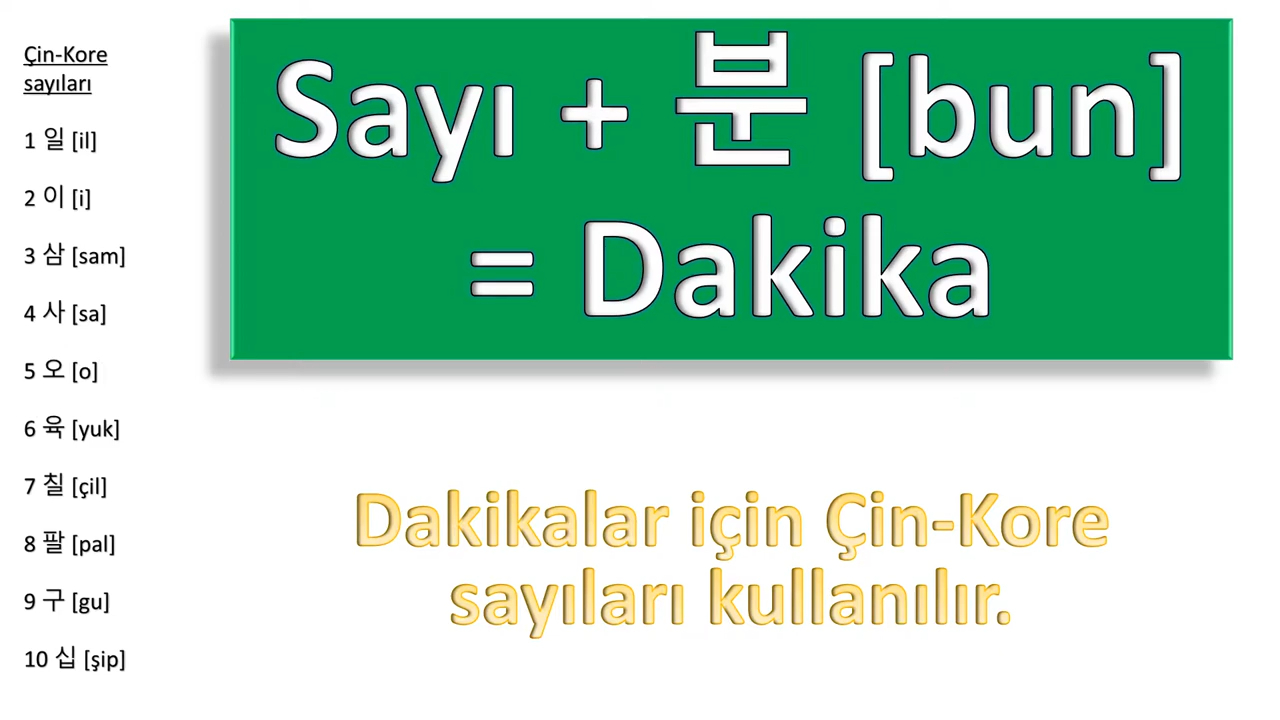 Çin-Kore
sayıları
1 일 [il]
2 이 [i]
3 삼 [sam]
4 사 [sa]
5 오 [o]
6 육 [yuk]
7 칠 [çil]
8 팔 [pal]
9 구 [gu]
10 십 [şip]
Sayı + 분 [bun]
= Dakika
Dakikalar için Çin-Kore
sayıları kullanılır.